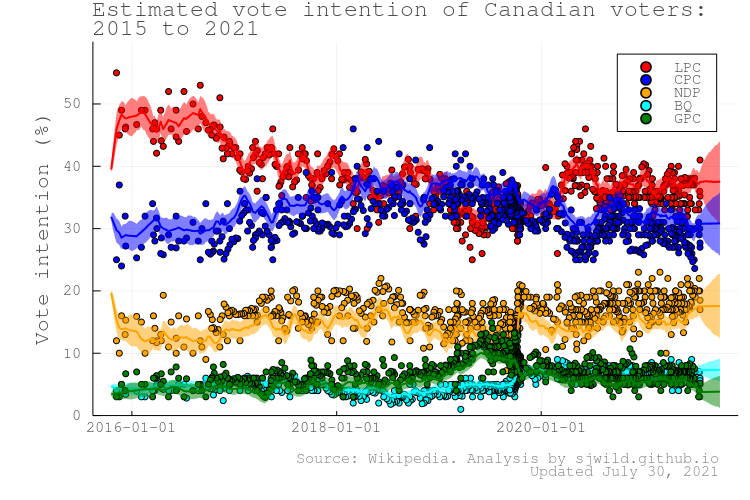 Estimated vote intention of Canadian voters:
2015 to 2021
Vote intention (%)
50
40
30
20
10
0
2016-01-01
2018-01-01
2020-01-01
LPC
CPC
NDP
BQ
GPC
Source: Wikipedia. Analysis by sjwild.github.io
Updated July 30, 2021